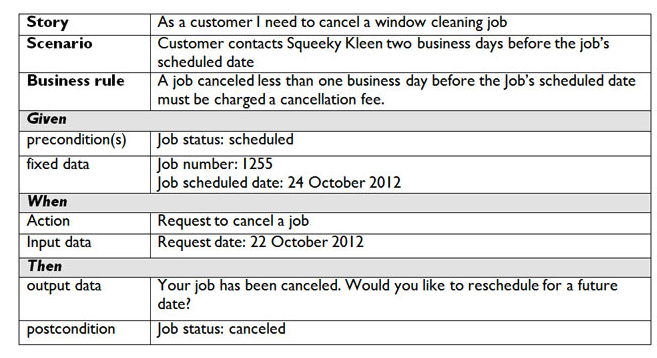 Story As a customer I need to cancel a window cleaning job
Scenario Customer contacts Squeeky Kleen two business days before the job's
scheduled date
Business rule A job canceled less than one business day before the Job's scheduled date
must be charged a cancellation fee.
Given
precondition(s) Job status: scheduled
fixed data Job number: 1255
Job scheduled date: 24 October 2012
When
Action Request to cancel a job
Input data Request date: 22 October 2012
Then
output data Your job has been canceled. Would you like to reschedule for a future
date?
postcondition Job status: canceled